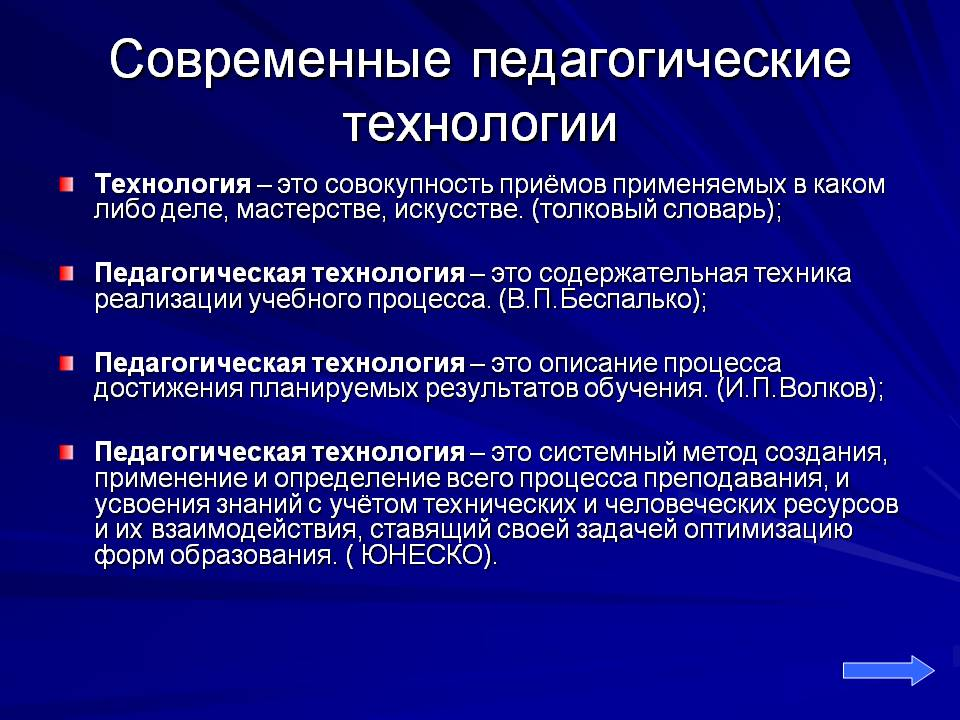 Современные педагогические
технологии
Технология – это совокупность приёмов применяемых в каком
либо деле, мастерстве, искусстве. (толковый словарь);
Педагогическая технология – это содержательная техника
реализации учебного процесса. (В.П.Беспалько);
Педагогическая технология – это описание процесса
достижения планируемых результатов обучения. (И.П.Волков);
Педагогическая технология – это системный метод создания,
применение и определение всего процесса преподавания, и
усвоения знаний с учётом технических и человеческих ресурсов
и их взаимодействия, ставящий своей задачей оптимизацию
форм образования. ( ЮНЕСКО).